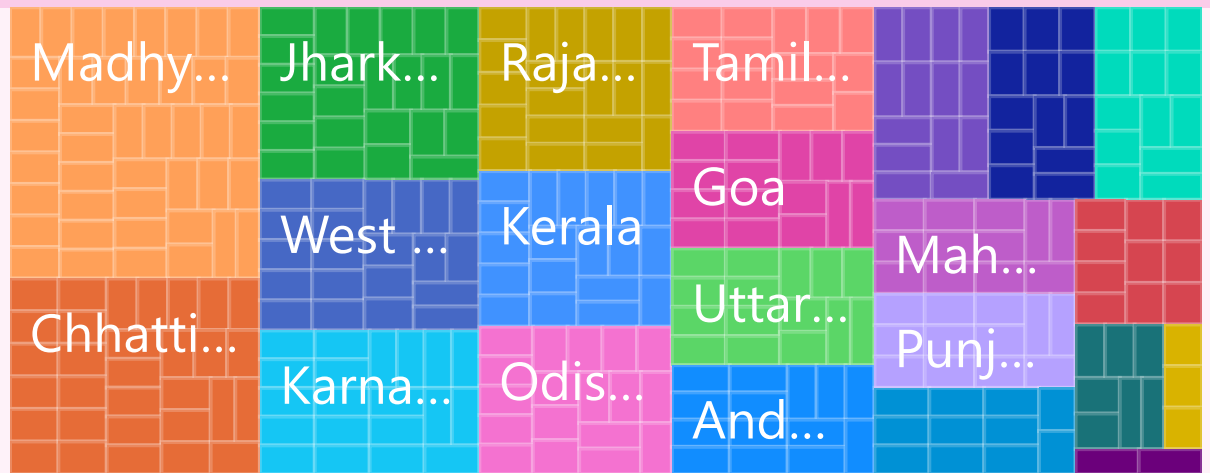 Madhy...
Chhatti...
Jhark...
West ...
Karna...
Raja...
Kerala
Odis...
Tamil...
Goa
Uttar...
And...
Mah...
Punj...